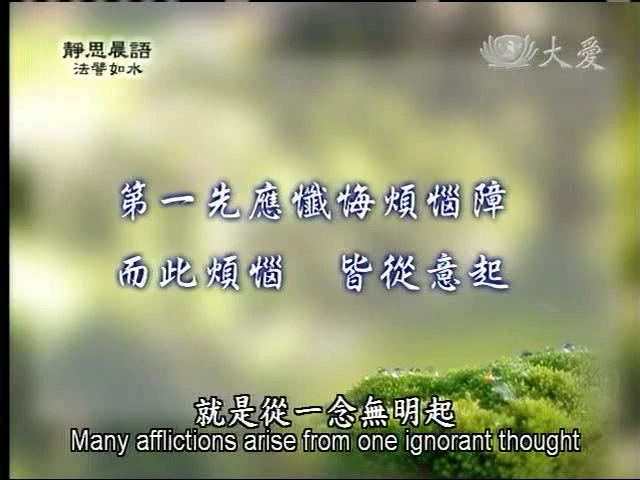 靜思晨語
法譬如水
大愛
第一先應懺悔煩惱障
而此煩惱 皆從意起
就是從一念無明起
Many afflictions arise from one ignorant thought